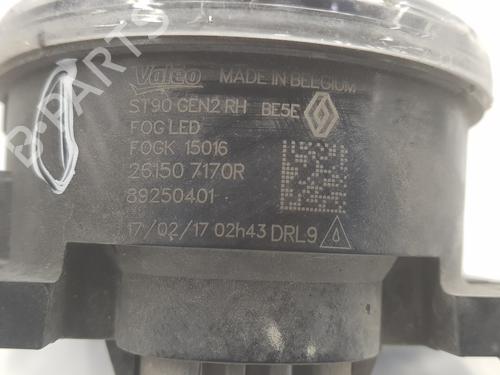 Valeo MADE IN BELGIUM
ST90 GEN2 RH BE5E
FOG LED
FOGK 15016
26150 7170R
89250401
17/02/17 02h43 DRL9
B-PARTS